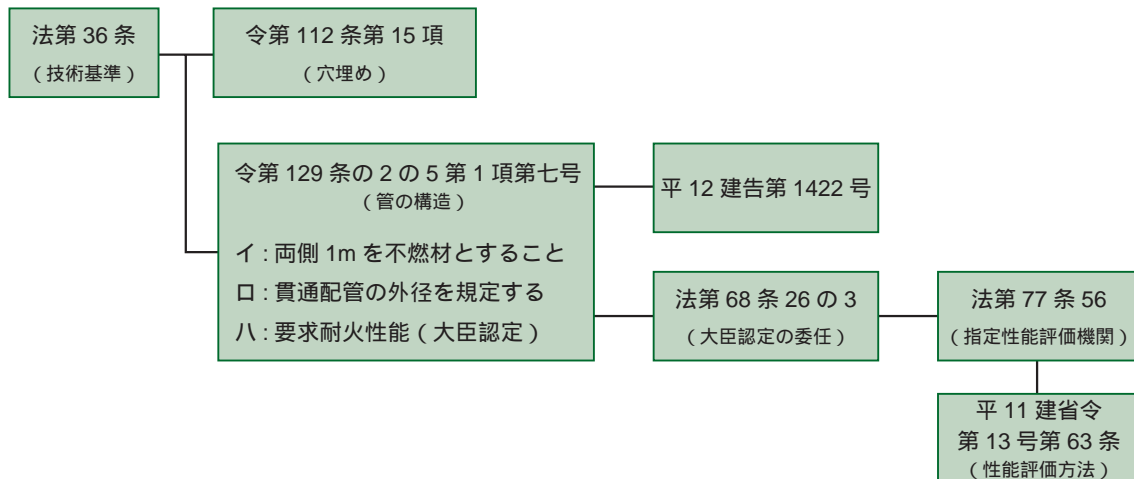 法第 36 条
（技術基準）
令第 112 条第 15 項
（穴埋め）
令第 129 条の 2 の 5 第 1 項第七号
（管の構造）
イ : 両側 1m を不燃材とすること
ロ : 貫通配管の外径を規定する
ハ : 要求耐火性能（大臣認定）
平 12 建告第 1422 号
法第 68 条 26 の 3
（大臣認定の委任）
法第 77 条 56
（指定性能評価機関）
平 11 建省令
第 13 号第 63 条
（性能評価方法）